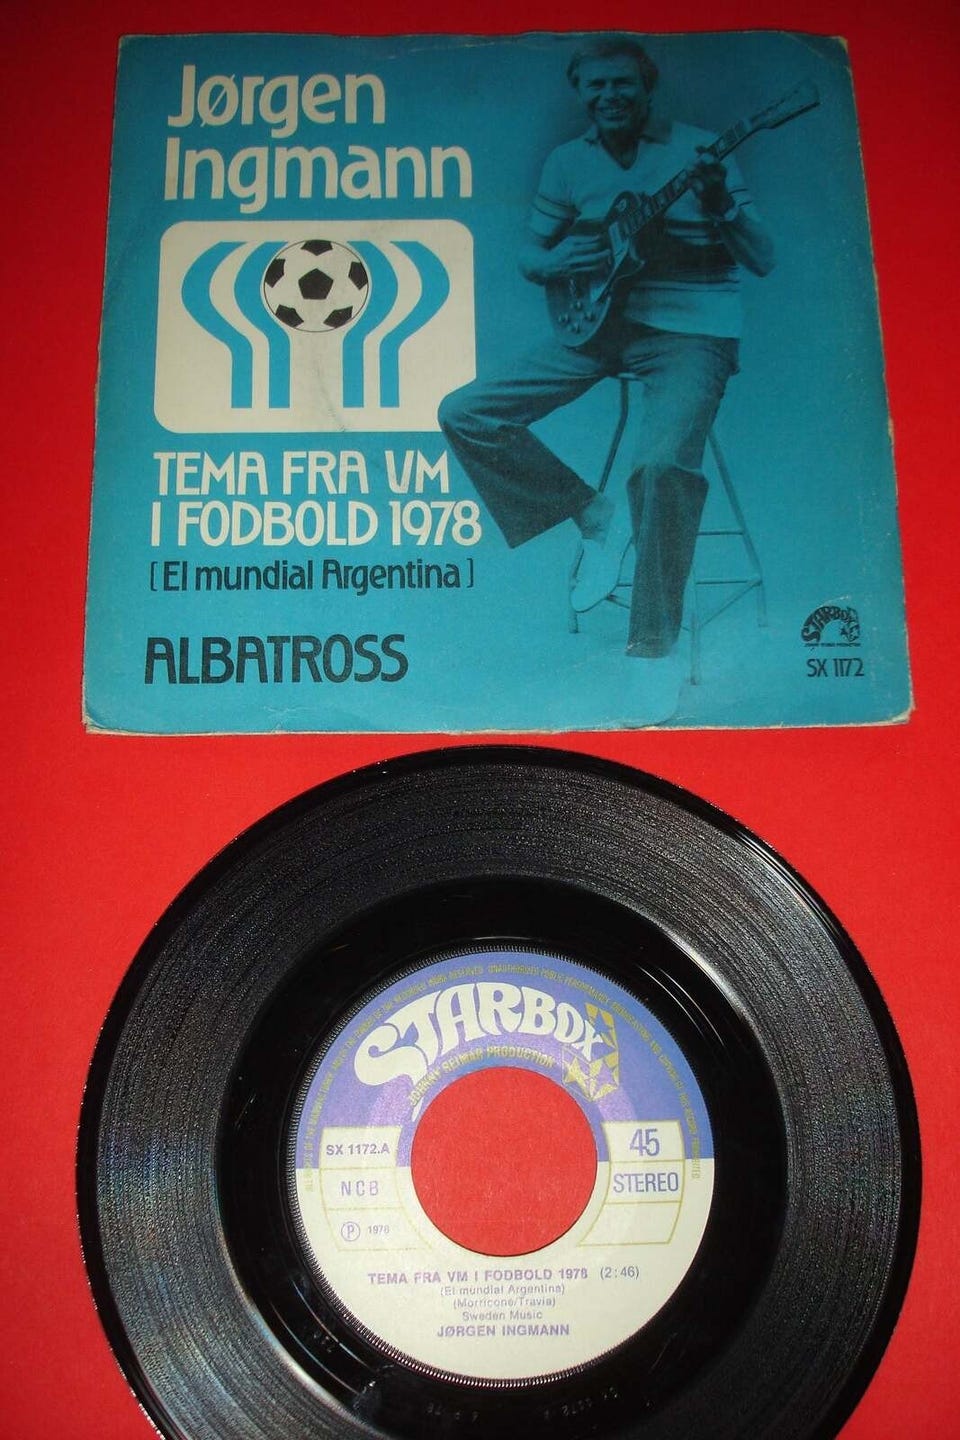 Jørgen
Ingmann
TEMA FRA VM
I FODBOLD 1978
(El mundial Argentina)
ALBATROSS
STARBOX
SX 1172
STARBOX
JOHNNY REIMAR PRODUCTION
SX 1172.A
NCB
Ⓟ 1978
45
STEREO
TEMA FRA VM I FODBOLD 1978 (2:46)
(El mundial Argentina)
(Morricone/Travia)
Sweden Music
JØRGEN INGMANN